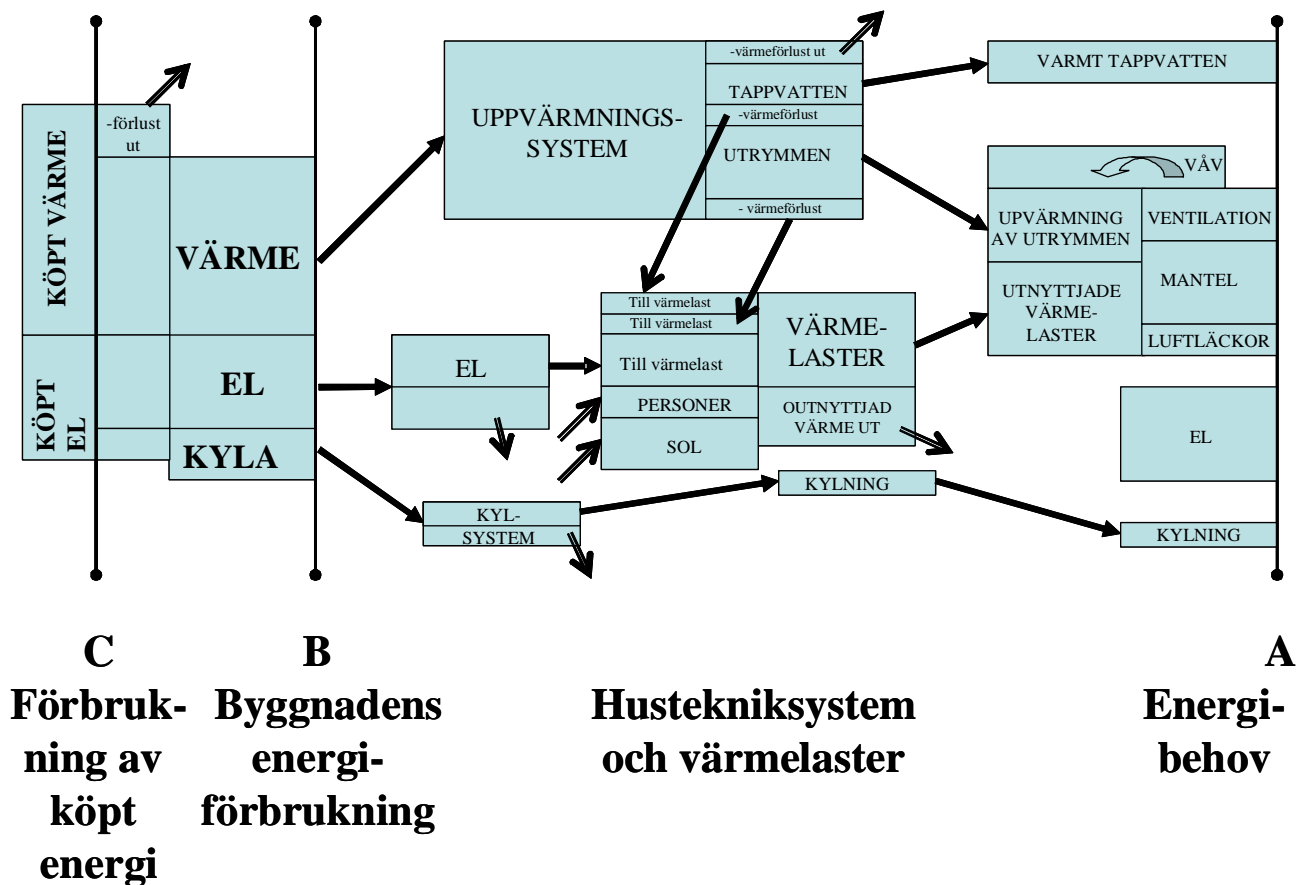 KÖPT VÄRME
KÖPT
EL
-förlust
ut
VÄRME
EL
KYLA
UPPVÄRMNINGS-
SYSTEM
-värmeförlust ut
TAPPVATTEN
-värmeförlust
UTRYMMEN
- värmeförlust
EL
Till värmelast
Till värmelast
Till värmelast
PERSONER
SOL
VÄRME-
LASTER
OUTNYTTJAD
VÄRME UT
KYL-
SYSTEM
KYLNING
VARMT TAPPVATTEN
VÅV
UPVÄRMNING
AV UTRYMMEN
UTNYTTJADE
VÄRME-
LASTER
VENTILATION
MANTEL
LUFTLÄCKOR
EL
KYLNING
C
Förbruk-
ning av
köpt
energi
B
Byggnadens
energi-
förbrukning
Hustekniksystem
och värmelaster
A
Energi-
behov